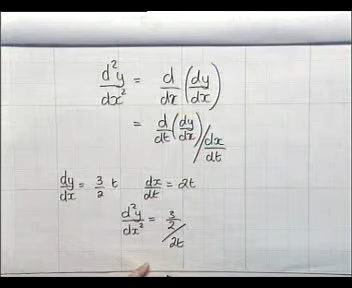 d²y/dx² = d/dx (dy/dx)
= d/dt (dy/dx) / dx/dt
dy/dx = 3/2 t    dx/dt = 2t
d²y/dx² = 3/2 / 2t